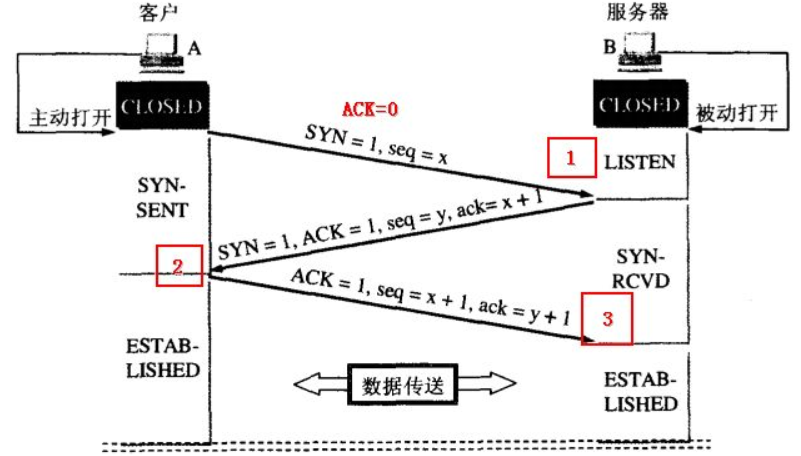 客户
服务器
A
B
CLOSED
CLOSED
主动打开
被动打开
ACK=0
SYN = 1, seq = x
1
LISTEN
SYN-
SENT
SYN = 1, ACK = 1, seq = y, ack= x + 1
2
ACK = 1, seq = x + 1, ack = y + 1
SYN-
RCVD
3
ESTAB-
LISHED
数据传送
ESTAB-
LISHED